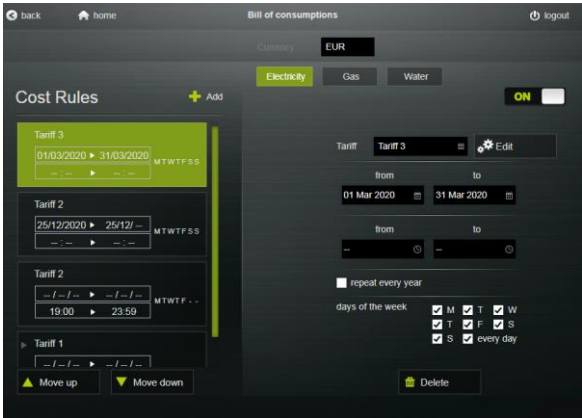 back
home
Bill of consumptions
logout
Currency
EUR
Electricity
Gas
Water
Cost Rules
Add
ON
Tariff 3
01/03/2020 ▸ 31/03/2020
MTWTFSS
-- : -- ▸ -- : --
Tariff 2
25/12/2020 ▸ 25/12/ --
MTWTFSS
-- : -- ▸ -- : --
Tariff 2
-- / -- / -- ▸ -- / -- / --
MTWTF - -
19:00 ▸ 23:59
Tariff 1
-- / -- / -- ▸ -- / -- / --
Move up
Move down
Tariff
Tariff 3
Edit
from
to
01 Mar 2020
31 Mar 2020
from
to
--
--
repeat every year
days of the week
M T W
T F S
S every day
Delete